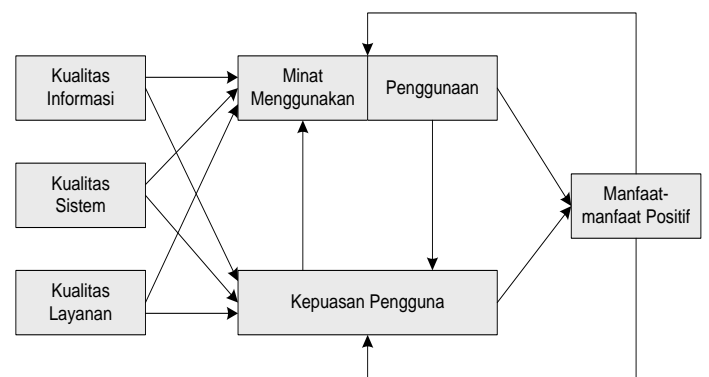 Kualitas
Informasi
Minat
Menggunakan
Penggunaan
Kualitas
Sistem
Manfaat-
manfaat Positif
Kualitas
Layanan
Kepuasan Pengguna